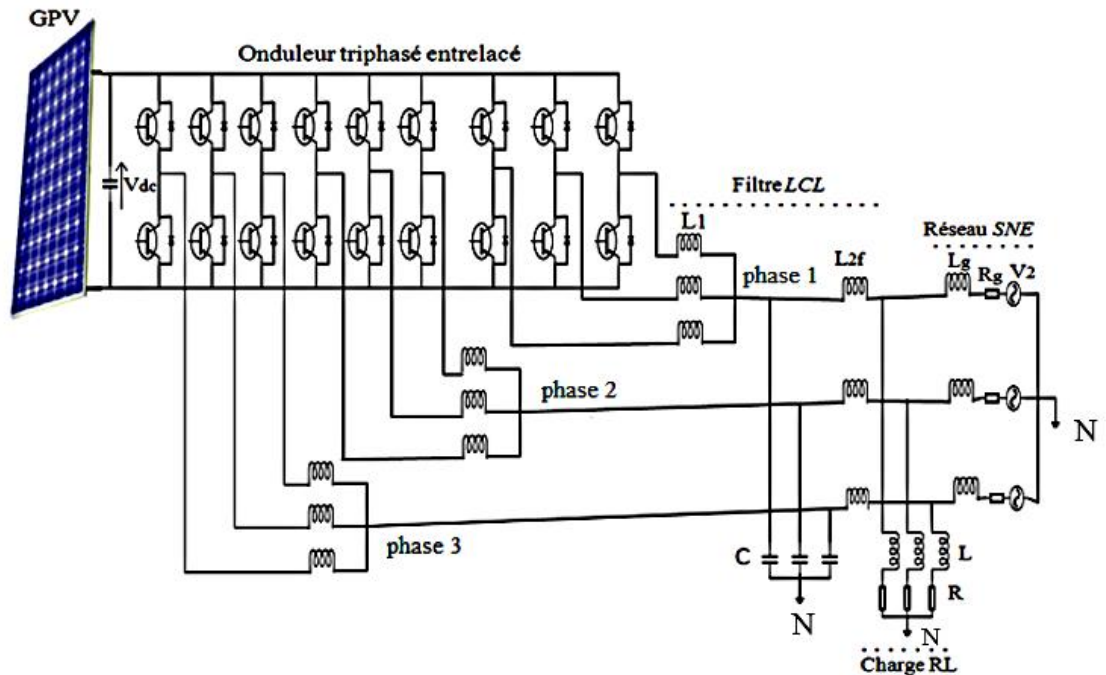 GPV
Onduleur triphasé entrelacé
Vdc
Filtre LCL
L1
Réseau SNE
L2f
Lg
Rg
V2
phase 1
phase 2
N
phase 3
C
L
R
N
N
Charge RL